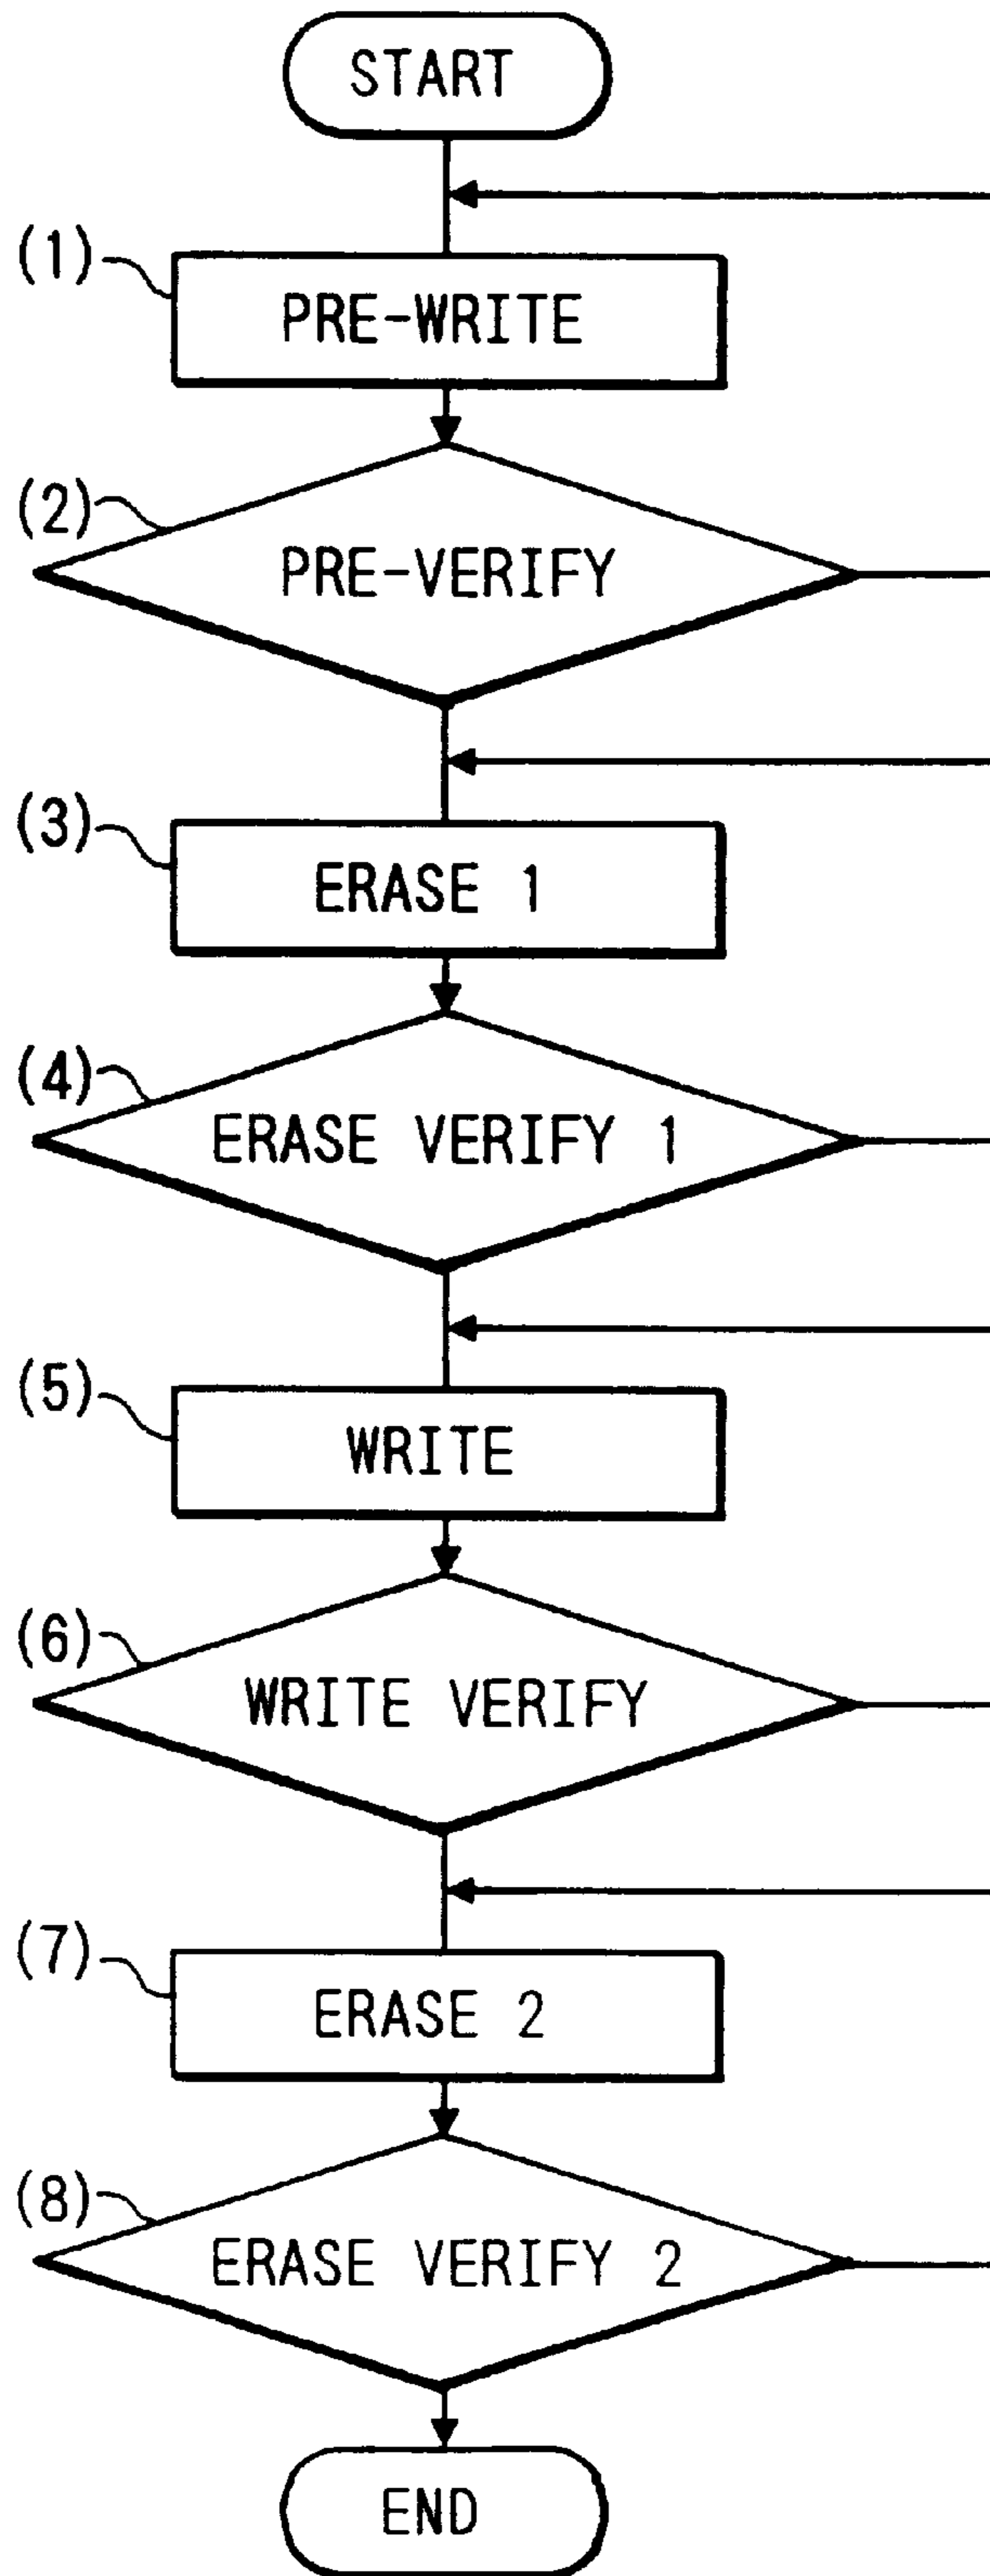 START
(1)
PRE-WRITE
(2)
PRE-VERIFY
(3)
ERASE 1
(4)
ERASE VERIFY 1
(5)
WRITE
(6)
WRITE VERIFY
(7)
ERASE 2
(8)
ERASE VERIFY 2
END